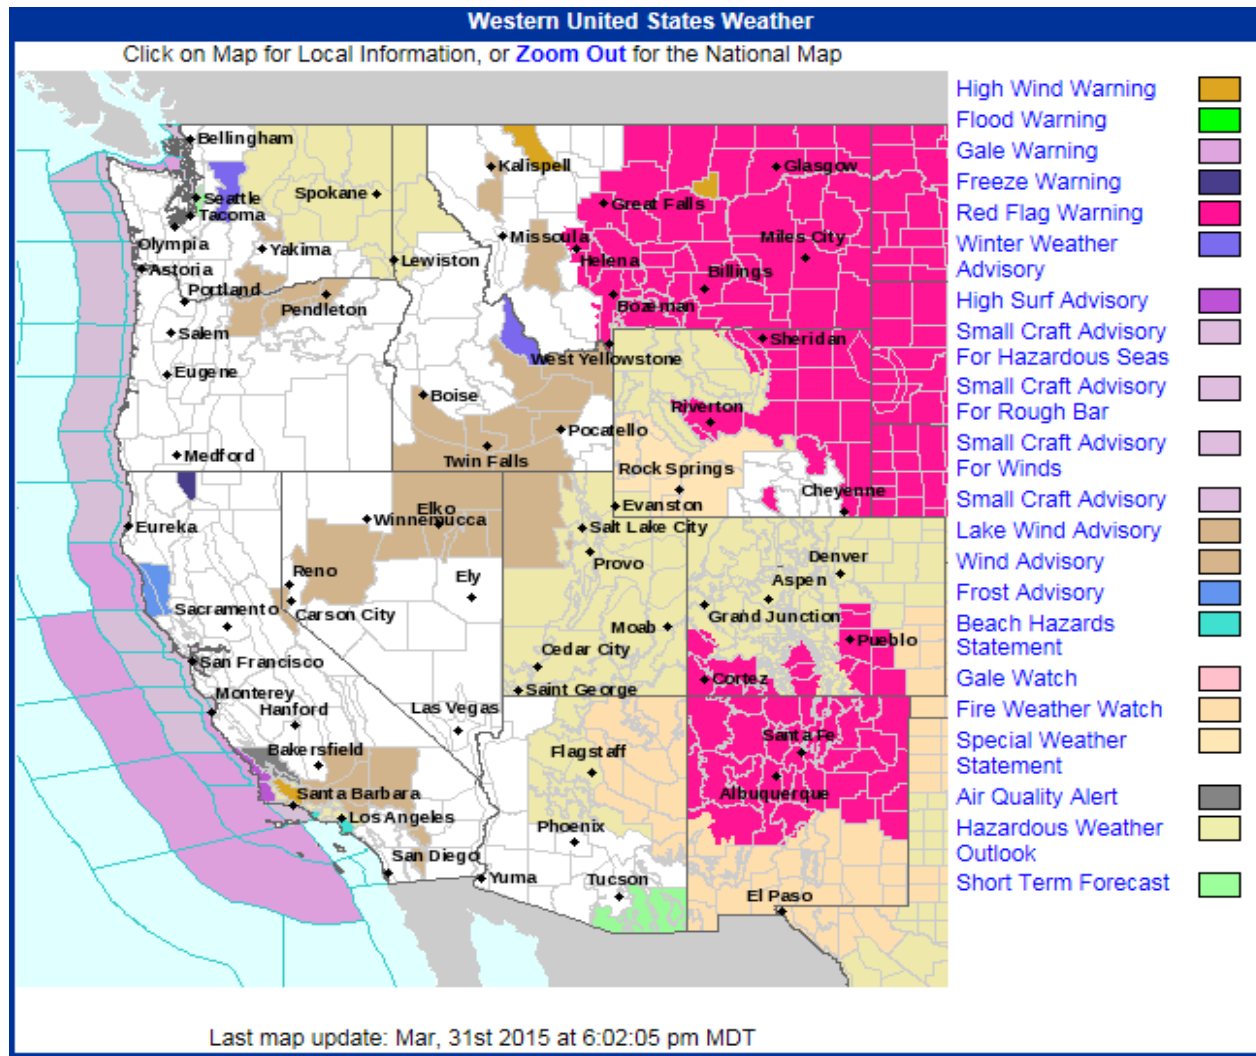 Western United States Weather
Click on Map for Local Information, or Zoom Out for the National Map
High Wind Warning
Flood Warning
Gale Warning
Freeze Warning
Red Flag Warning
Winter Weather
Advisory
High Surf Advisory
Small Craft Advisory
For Hazardous Seas
Small Craft Advisory
For Rough Bar
Small Craft Advisory
For Winds
Small Craft Advisory
Lake Wind Advisory
Wind Advisory
Frost Advisory
Beach Hazards
Statement
Gale Watch
Fire Weather Watch
Special Weather
Statement
Air Quality Alert
Hazardous Weather
Outlook
Short Term Forecast
Bellingham
Kalispell
Glasgow
Spokane
Seattle
Great Falls
Tacoma
Olympia
Yakima
Missoula
Miles City
Lewiston
Helena
Astoria
Billings
Portland
Pendleton
Bozeman
Salem
Sheridan
West Yellowstone
Eugene
Boise
Riverton
Pocatello
Medford
Twin Falls
Rock Springs
Cheyenne
Evanston
Elko
Winnemucca
Eureka
Salt Lake City
Provo
Denver
Reno
Ely
Aspen
Sacramento
Carson City
Grand Junction
Moab
Pueblo
Cedar City
San Francisco
Cortez
Saint George
Monterey
Hanford
Las Vegas
Bakersfield
Flagstaff
Santa Fe
Santa Barbara
Albuquerque
Los Angeles
Phoenix
San Diego
Yuma
Tucson
El Paso
Last map update: Mar, 31st 2015 at 6:02:05 pm MDT